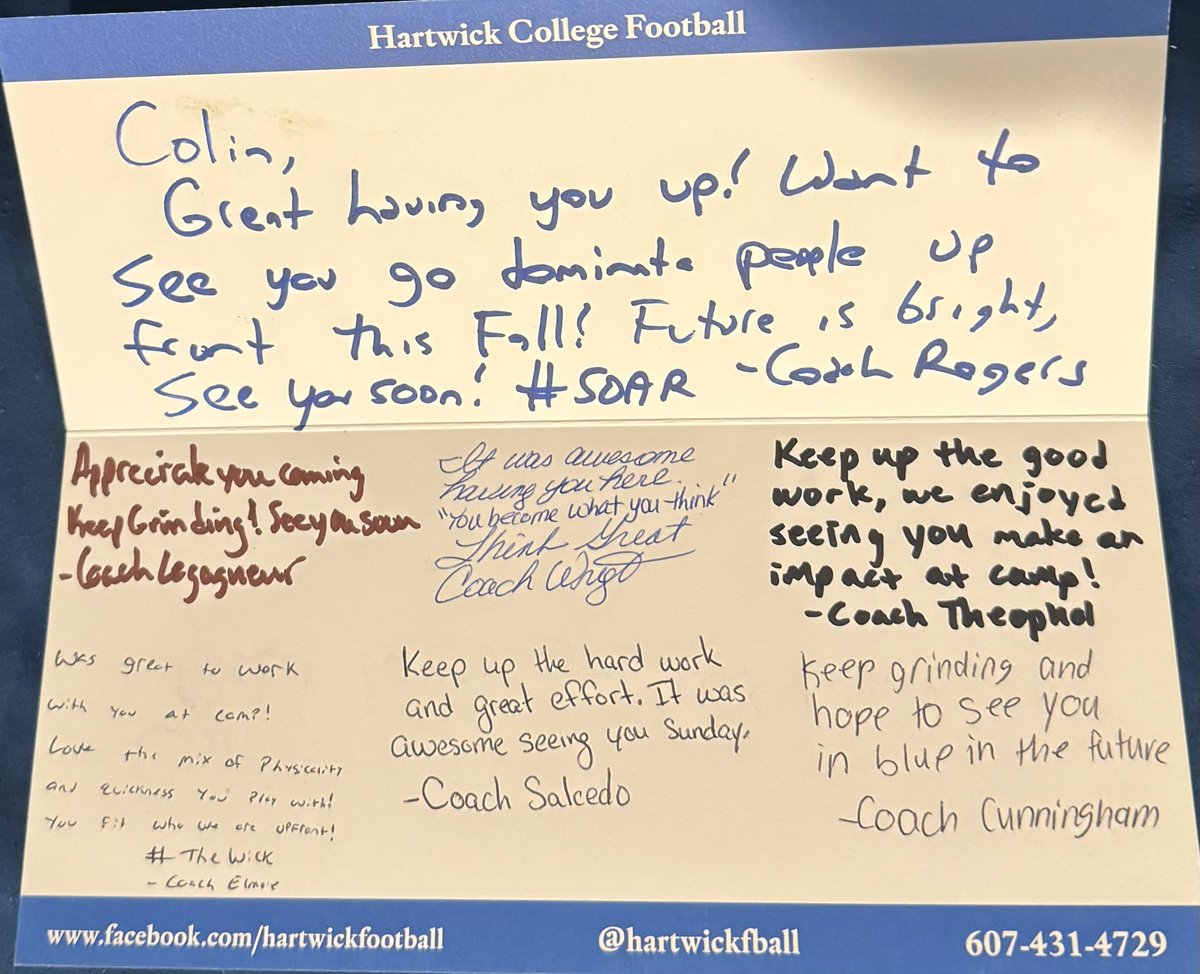 Hartwick College Football
Colin,
Great having you up! Want to
See you go dominate people up
front this Fall! Future is bright,
See you soon! #SOAR -Coach Rogers
Appreciate you coming
Keep Grinding! See you soon
-Coach Legagneur
It was awesome
having you here.
"You become what you think"
Think Great
Coach Wright
Keep up the good
work, we enjoyed
seeing you make an
impact at camp!
-Coach Theophol
Was great to work
with you at camp!
Love the mix of Physicality
and quickness you play with!
You fit who we are upfront!
# The Wick
- Coach Elmore
Keep up the hard work
and great effort. It was
awesome seeing you Sunday.
-Coach Salcedo
Keep grinding and
hope to see you
in blue in the future
-Coach Cunningham
www.facebook.com/hartwickfootball
@hartwickfball
607-431-4729